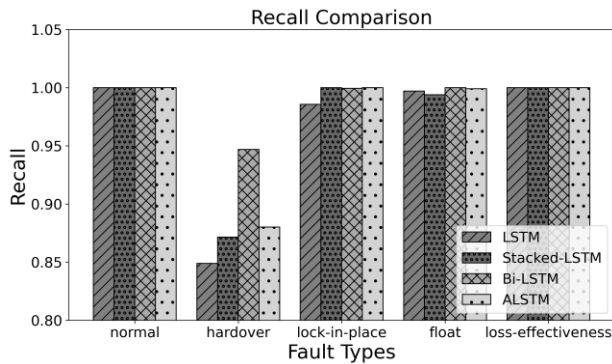 Recall Comparison
1.05
1.00
0.95
0.90
0.85
0.80
Recall
LSTM
Stacked-LSTM
Bi-LSTM
ALSTM
normal hardover lock-in-place float loss-effectiveness
Fault Types